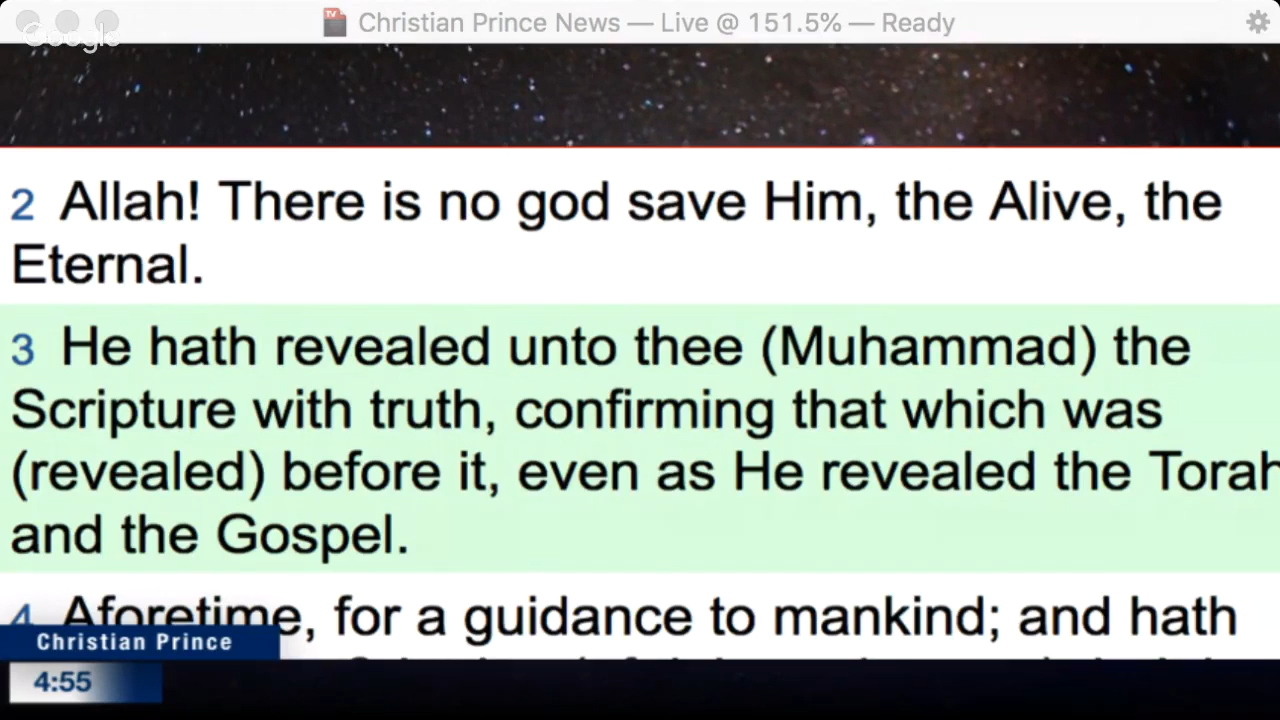 Christian Prince News — Live @ 151.5% — Ready
Google
TV
2 Allah! There is no god save Him, the Alive, the
Eternal.
3 He hath revealed unto thee (Muhammad) the
Scripture with truth, confirming that which was
(revealed) before it, even as He revealed the Torah
and the Gospel.
4 Aforetime, for a guidance to mankind; and hath
Christian Prince
4:55